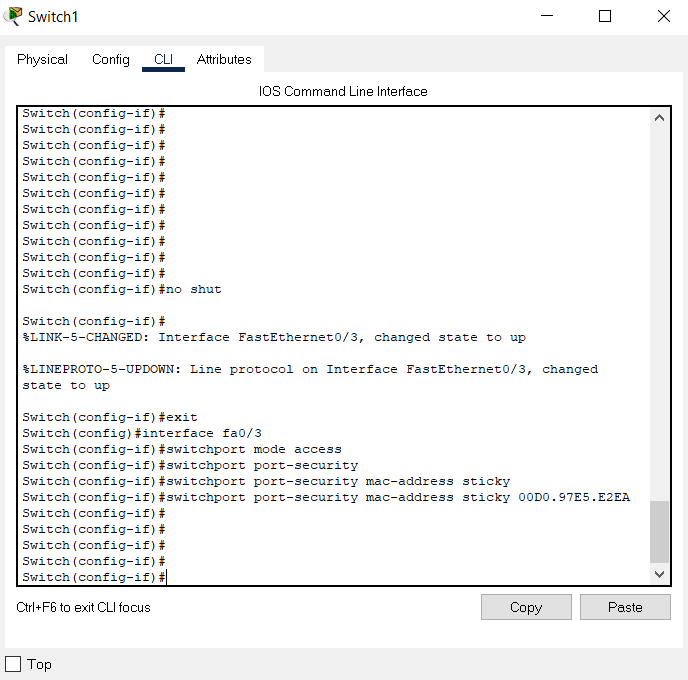 Switch1
Physical Config CLI Attributes
IOS Command Line Interface
Switch(config-if)#
Switch(config-if)#
Switch(config-if)#
Switch(config-if)#
Switch(config-if)#
Switch(config-if)#
Switch(config-if)#
Switch(config-if)#
Switch(config-if)#
Switch(config-if)#
Switch(config-if)#
Switch(config-if)#no shut
Switch(config-if)#
%LINK-5-CHANGED: Interface FastEthernet0/3, changed state to up
%LINEPROTO-5-UPDOWN: Line protocol on Interface FastEthernet0/3, changed
state to up
Switch(config-if)#exit
Switch(config)#interface fa0/3
Switch(config-if)#switchport mode access
Switch(config-if)#switchport port-security
Switch(config-if)#switchport port-security mac-address sticky
Switch(config-if)#switchport port-security mac-address sticky 00D0.97E5.E2EA
Switch(config-if)#
Switch(config-if)#
Switch(config-if)#
Switch(config-if)#
Switch(config-if)#
Ctrl+F6 to exit CLI focus
Copy Paste
Top